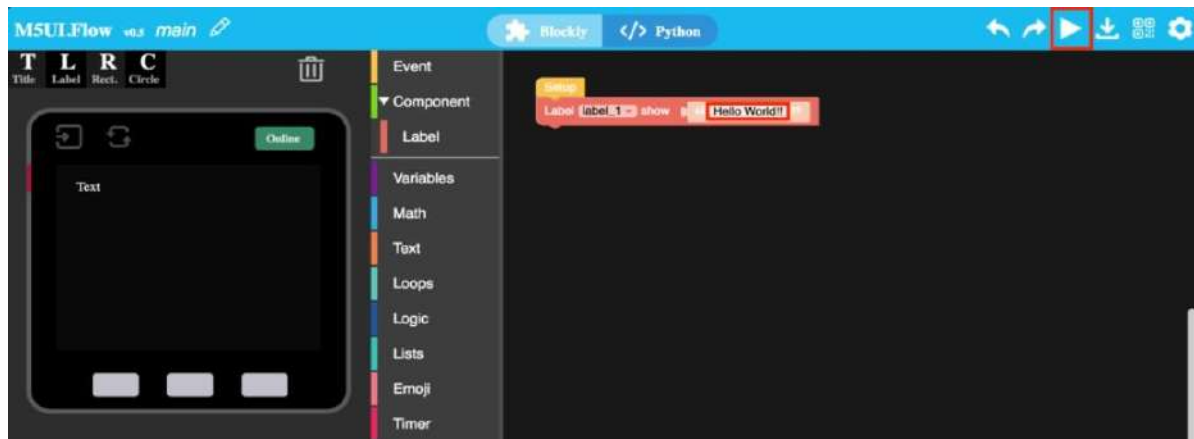 M5UI.Flow v0.3 main
Blockly
</> Python
T L R C
Title Label Rect. Circle
Online
Text
Event
Component
Label
Variables
Math
Text
Loops
Logic
Lists
Emoji
Timer
Setup
Label label_1 show “ Hello World!! ”